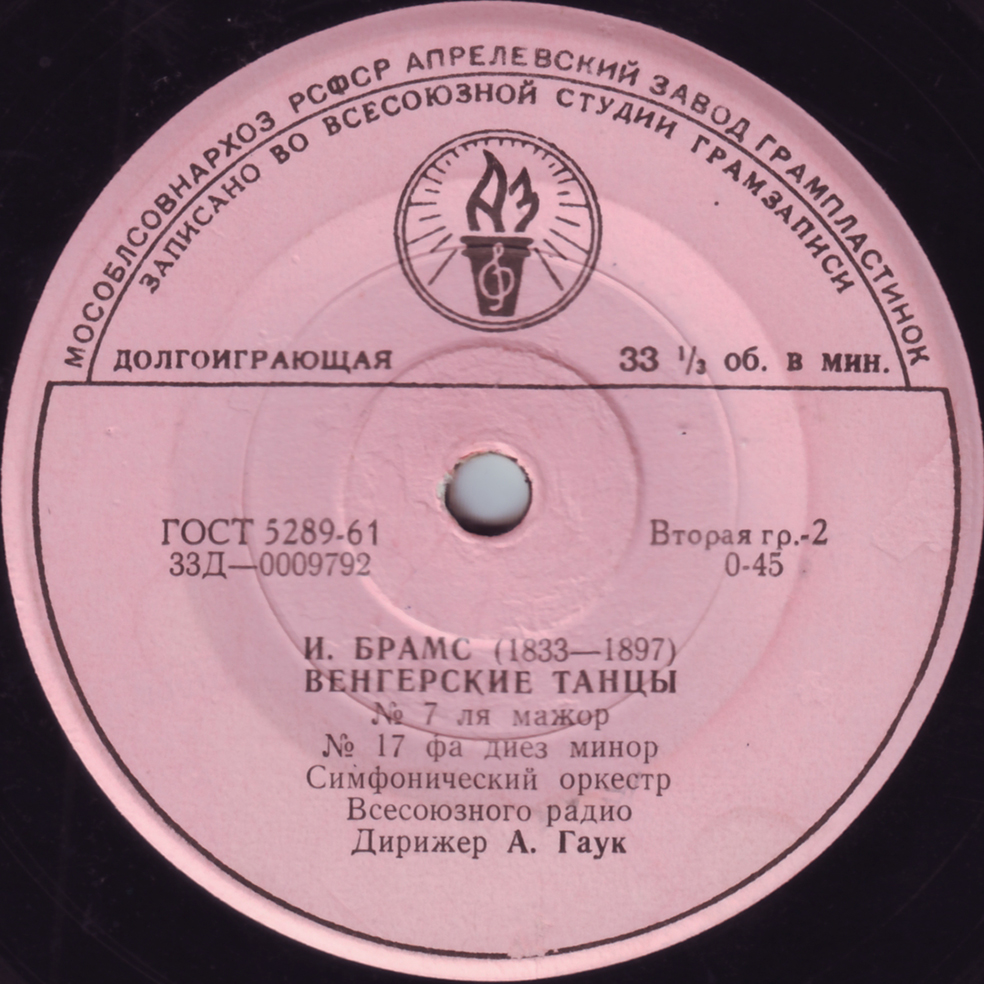 МОСОБЛСОВНАРХОЗ РСФСР АПРЕЛЕВСКИЙ ЗАВОД ГРАМПЛАСТИНОК
ЗАПИСАНО ВО ВСЕСОЮЗНОЙ СТУДИИ ГРАМЗАПИСИ
АЗ
ДОЛГОИГРАЮЩАЯ
33 ⅓ об. в мин.
ГОСТ 5289-61
33Д—0009792
Вторая гр.-2
0-45
И. БРАМС (1833—1897)
ВЕНГЕРСКИЕ ТАНЦЫ
№ 7 ля мажор
№ 17 фа диез минор
Симфонический оркестр
Всесоюзного радио
Дирижер А. Гаук